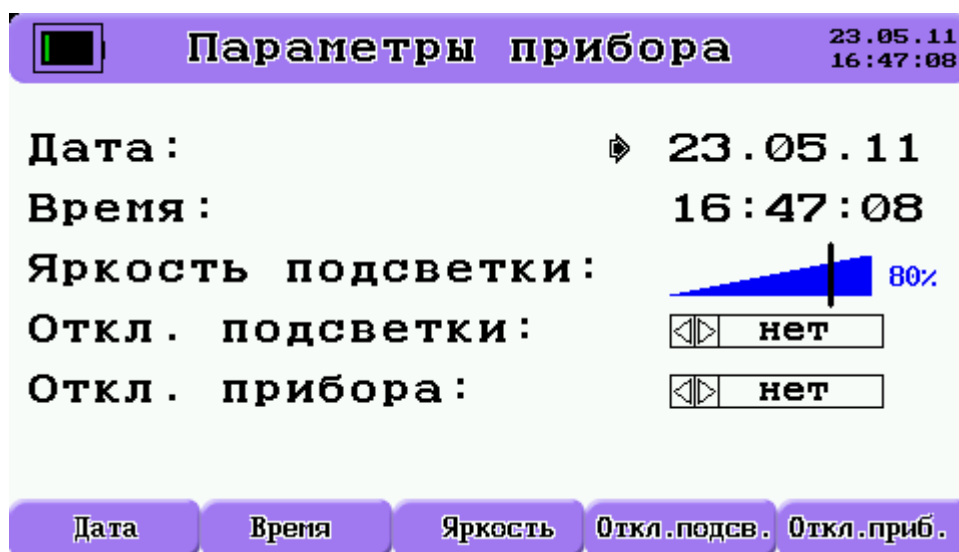 Параметры прибора 23.05.11
16:47:08
Дата: 23.05.11
Время: 16:47:08
Яркость подсветки: 80%
Откл. подсветки: нет
Откл. прибора: нет
Дата Время Яркость Откл.подсв. Откл.приб.